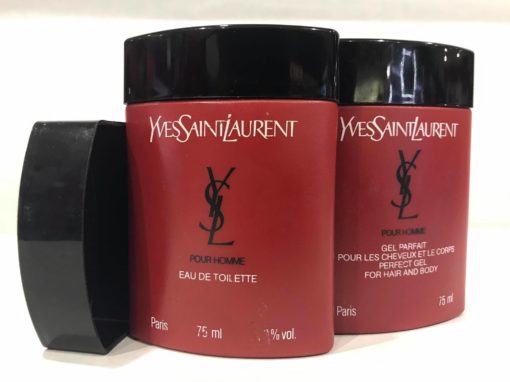 YVESSAINTLAURENT
YSL
POUR HOMME
EAU DE TOILETTE
Paris 75 ml % vol.
YVESSAINTLAURENT
YSL
POUR HOMME
GEL PARFAIT
POUR LES CHEVEUX ET LE CORPS
PERFECT GEL
FOR HAIR AND BODY
Paris 75 ml